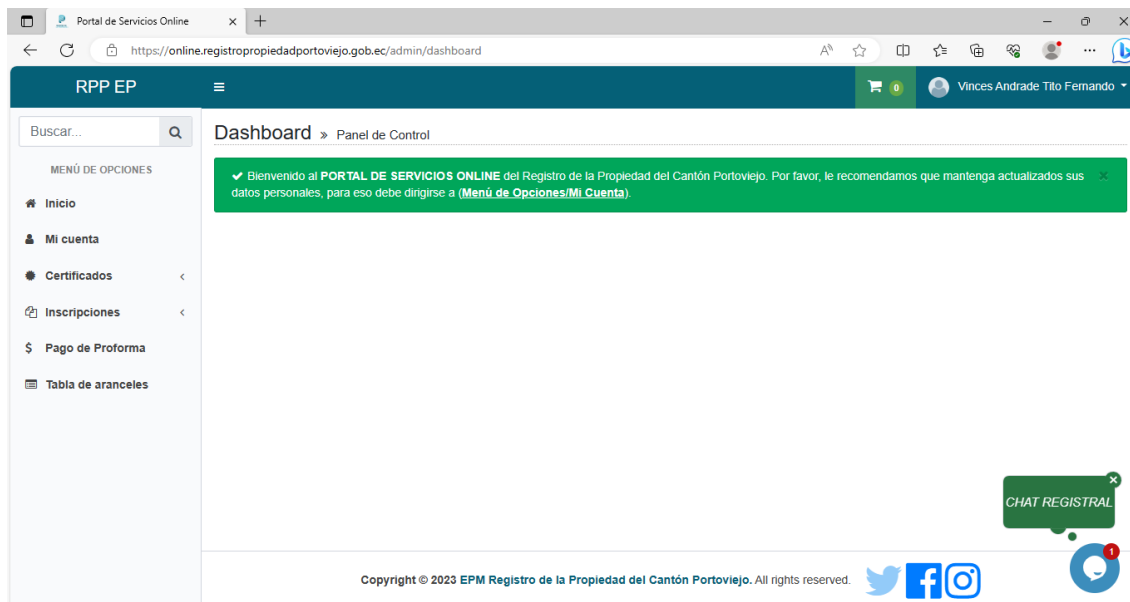 Portal de Servicios Online
https://online.registropropiedadportoviejo.gob.ec/admin/dashboard
RPP EP
0
Vinces Andrade Tito Fernando
Buscar...
Dashboard » Panel de Control
MENÚ DE OPCIONES
✔ Bienvenido al PORTAL DE SERVICIOS ONLINE del Registro de la Propiedad del Cantón Portoviejo. Por favor, le recomendamos que mantenga actualizados sus
datos personales, para eso debe dirigirse a (Menú de Opciones/Mi Cuenta).
Inicio
Mi cuenta
Certificados
Inscripciones
$ Pago de Proforma
Tabla de aranceles
CHAT REGISTRAL
1
Copyright © 2023 EPM Registro de la Propiedad del Cantón Portoviejo. All rights reserved.